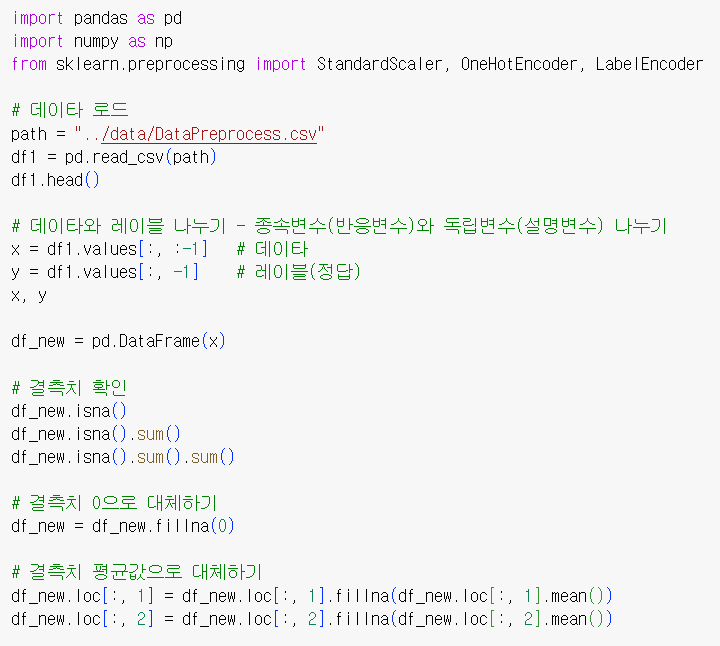 import pandas as pd
import numpy as np
from sklearn.preprocessing import StandardScaler, OneHotEncoder, LabelEncoder
# 데이타 로드
path = "../data/DataPreprocess.csv"
df1 = pd.read_csv(path)
df1.head()
# 데이타와 레이블 나누기 - 종속변수(반응변수)와 독립변수(설명변수) 나누기
x = df1.values[:, :-1]   # 데이타
y = df1.values[:, -1]    # 레이블(정답)
x, y
df_new = pd.DataFrame(x)
# 결측치 확인
df_new.isna()
df_new.isna().sum()
df_new.isna().sum().sum()
# 결측치 0으로 대체하기
df_new = df_new.fillna(0)
# 결측치 평균값으로 대체하기
df_new.loc[:, 1] = df_new.loc[:, 1].fillna(df_new.loc[:, 1].mean())
df_new.loc[:, 2] = df_new.loc[:, 2].fillna(df_new.loc[:, 2].mean())